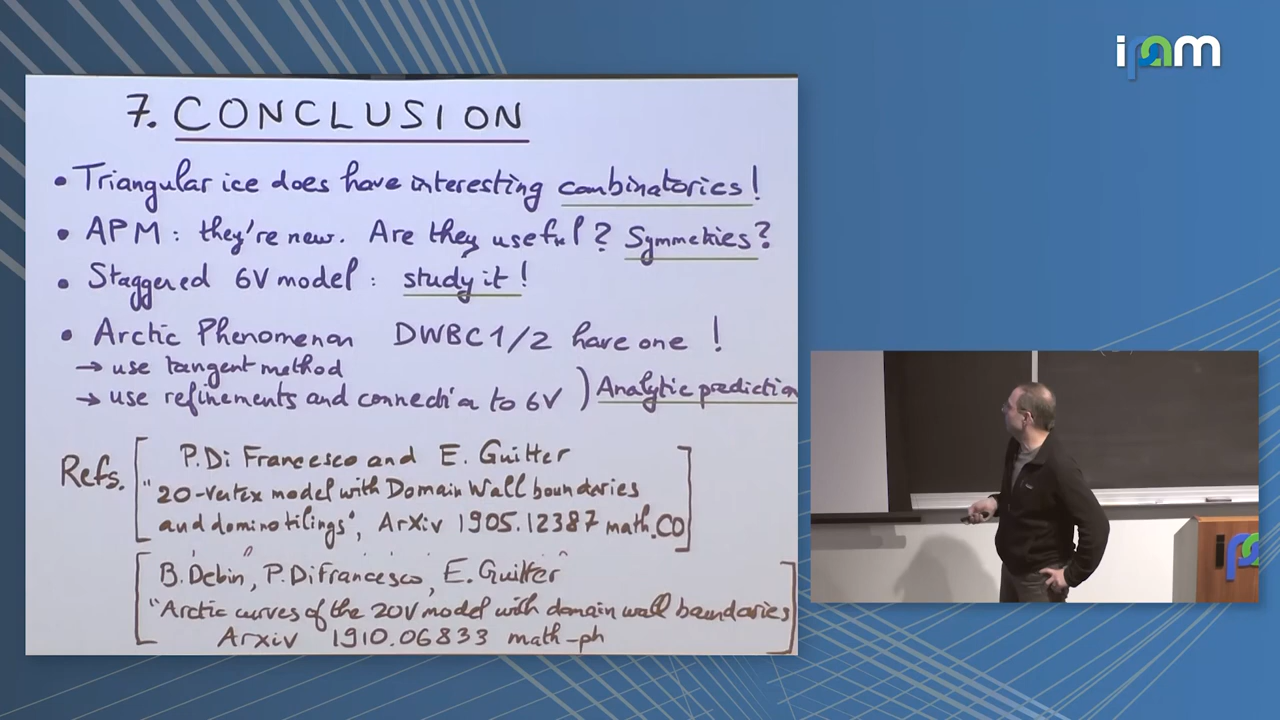 ipam
7. CONCLUSION
• Triangular ice does have interesting combinatorics!
• APM: they're new. Are they useful? Symmetries?
• Staggered 6V model: study it!
• Arctic Phenomenon DWBC1/2 have one!
→ use tangent method
→ use refinements and connection to 6V ) Analytic prediction
Refs. [ P. Di Francesco and E. Guitter
"20-Vertex model with Domain Wall boundaries
and domino tilings", ArXiv 1905.12387 math.CO ]
[ B. Debin, P. Di Francesco, E. Guitter
"Arctic curves of the 20V model with domain wall boundaries
Arxiv 1910.06833 math-ph ]